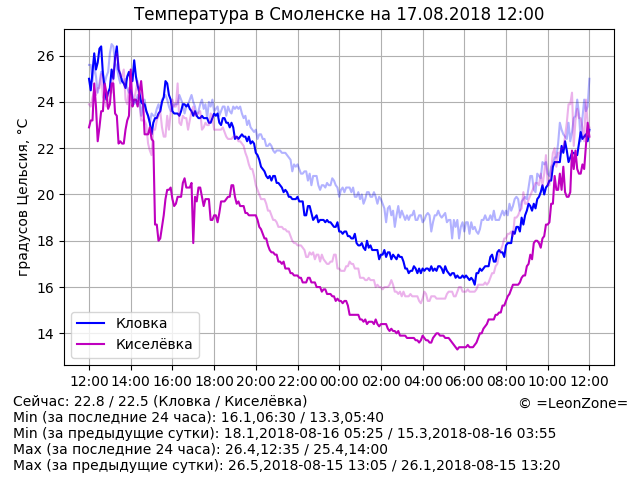 Температура в Смоленске на 17.08.2018 12:00
градусов Цельсия, °C
26
24
22
20
18
16
14
Кловка
Киселёвка
12:00 14:00 16:00 18:00 20:00 22:00 00:00 02:00 04:00 06:00 08:00 10:00 12:00
Сейчас: 22.8 / 22.5 (Кловка / Киселёвка)
© =LeonZone=
Min (за последние 24 часа): 16.1,06:30 / 13.3,05:40
Min (за предыдущие сутки): 18.1,2018-08-16 05:25 / 15.3,2018-08-16 03:55
Max (за последние 24 часа): 26.4,12:35 / 25.4,14:00
Max (за предыдущие сутки): 26.5,2018-08-15 13:05 / 26.1,2018-08-15 13:20